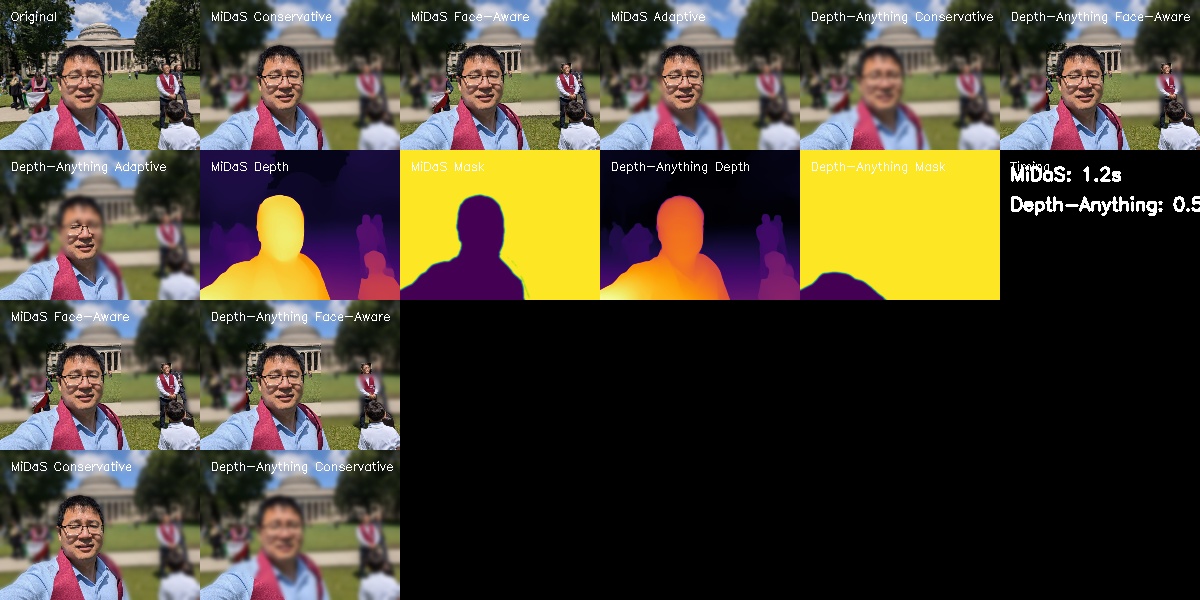 Original
MiDaS Conservative
MiDaS Face-Aware
MiDaS Adaptive
Depth-Anything Conservative
Depth-Anything Face-Aware
Depth-Anything Adaptive
MiDaS Depth
MiDaS Mask
Depth-Anything Depth
Depth-Anything Mask
Timing
MiDaS: 1.2s
Depth-Anything: 0.5
MiDaS Face-Aware
Depth-Anything Face-Aware
MiDaS Conservative
Depth-Anything Conservative